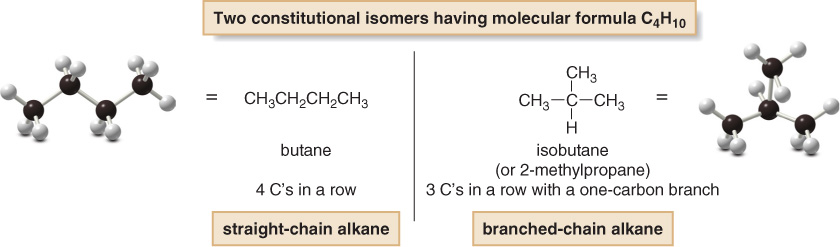 Two constitutional isomers having molecular formula C₄H₁₀
= CH₃CH₂CH₂CH₃
butane
4 C's in a row
straight-chain alkane
CH₃
CH₃–C–CH₃ =
H
isobutane
(or 2-methylpropane)
3 C's in a row with a one-carbon branch
branched-chain alkane